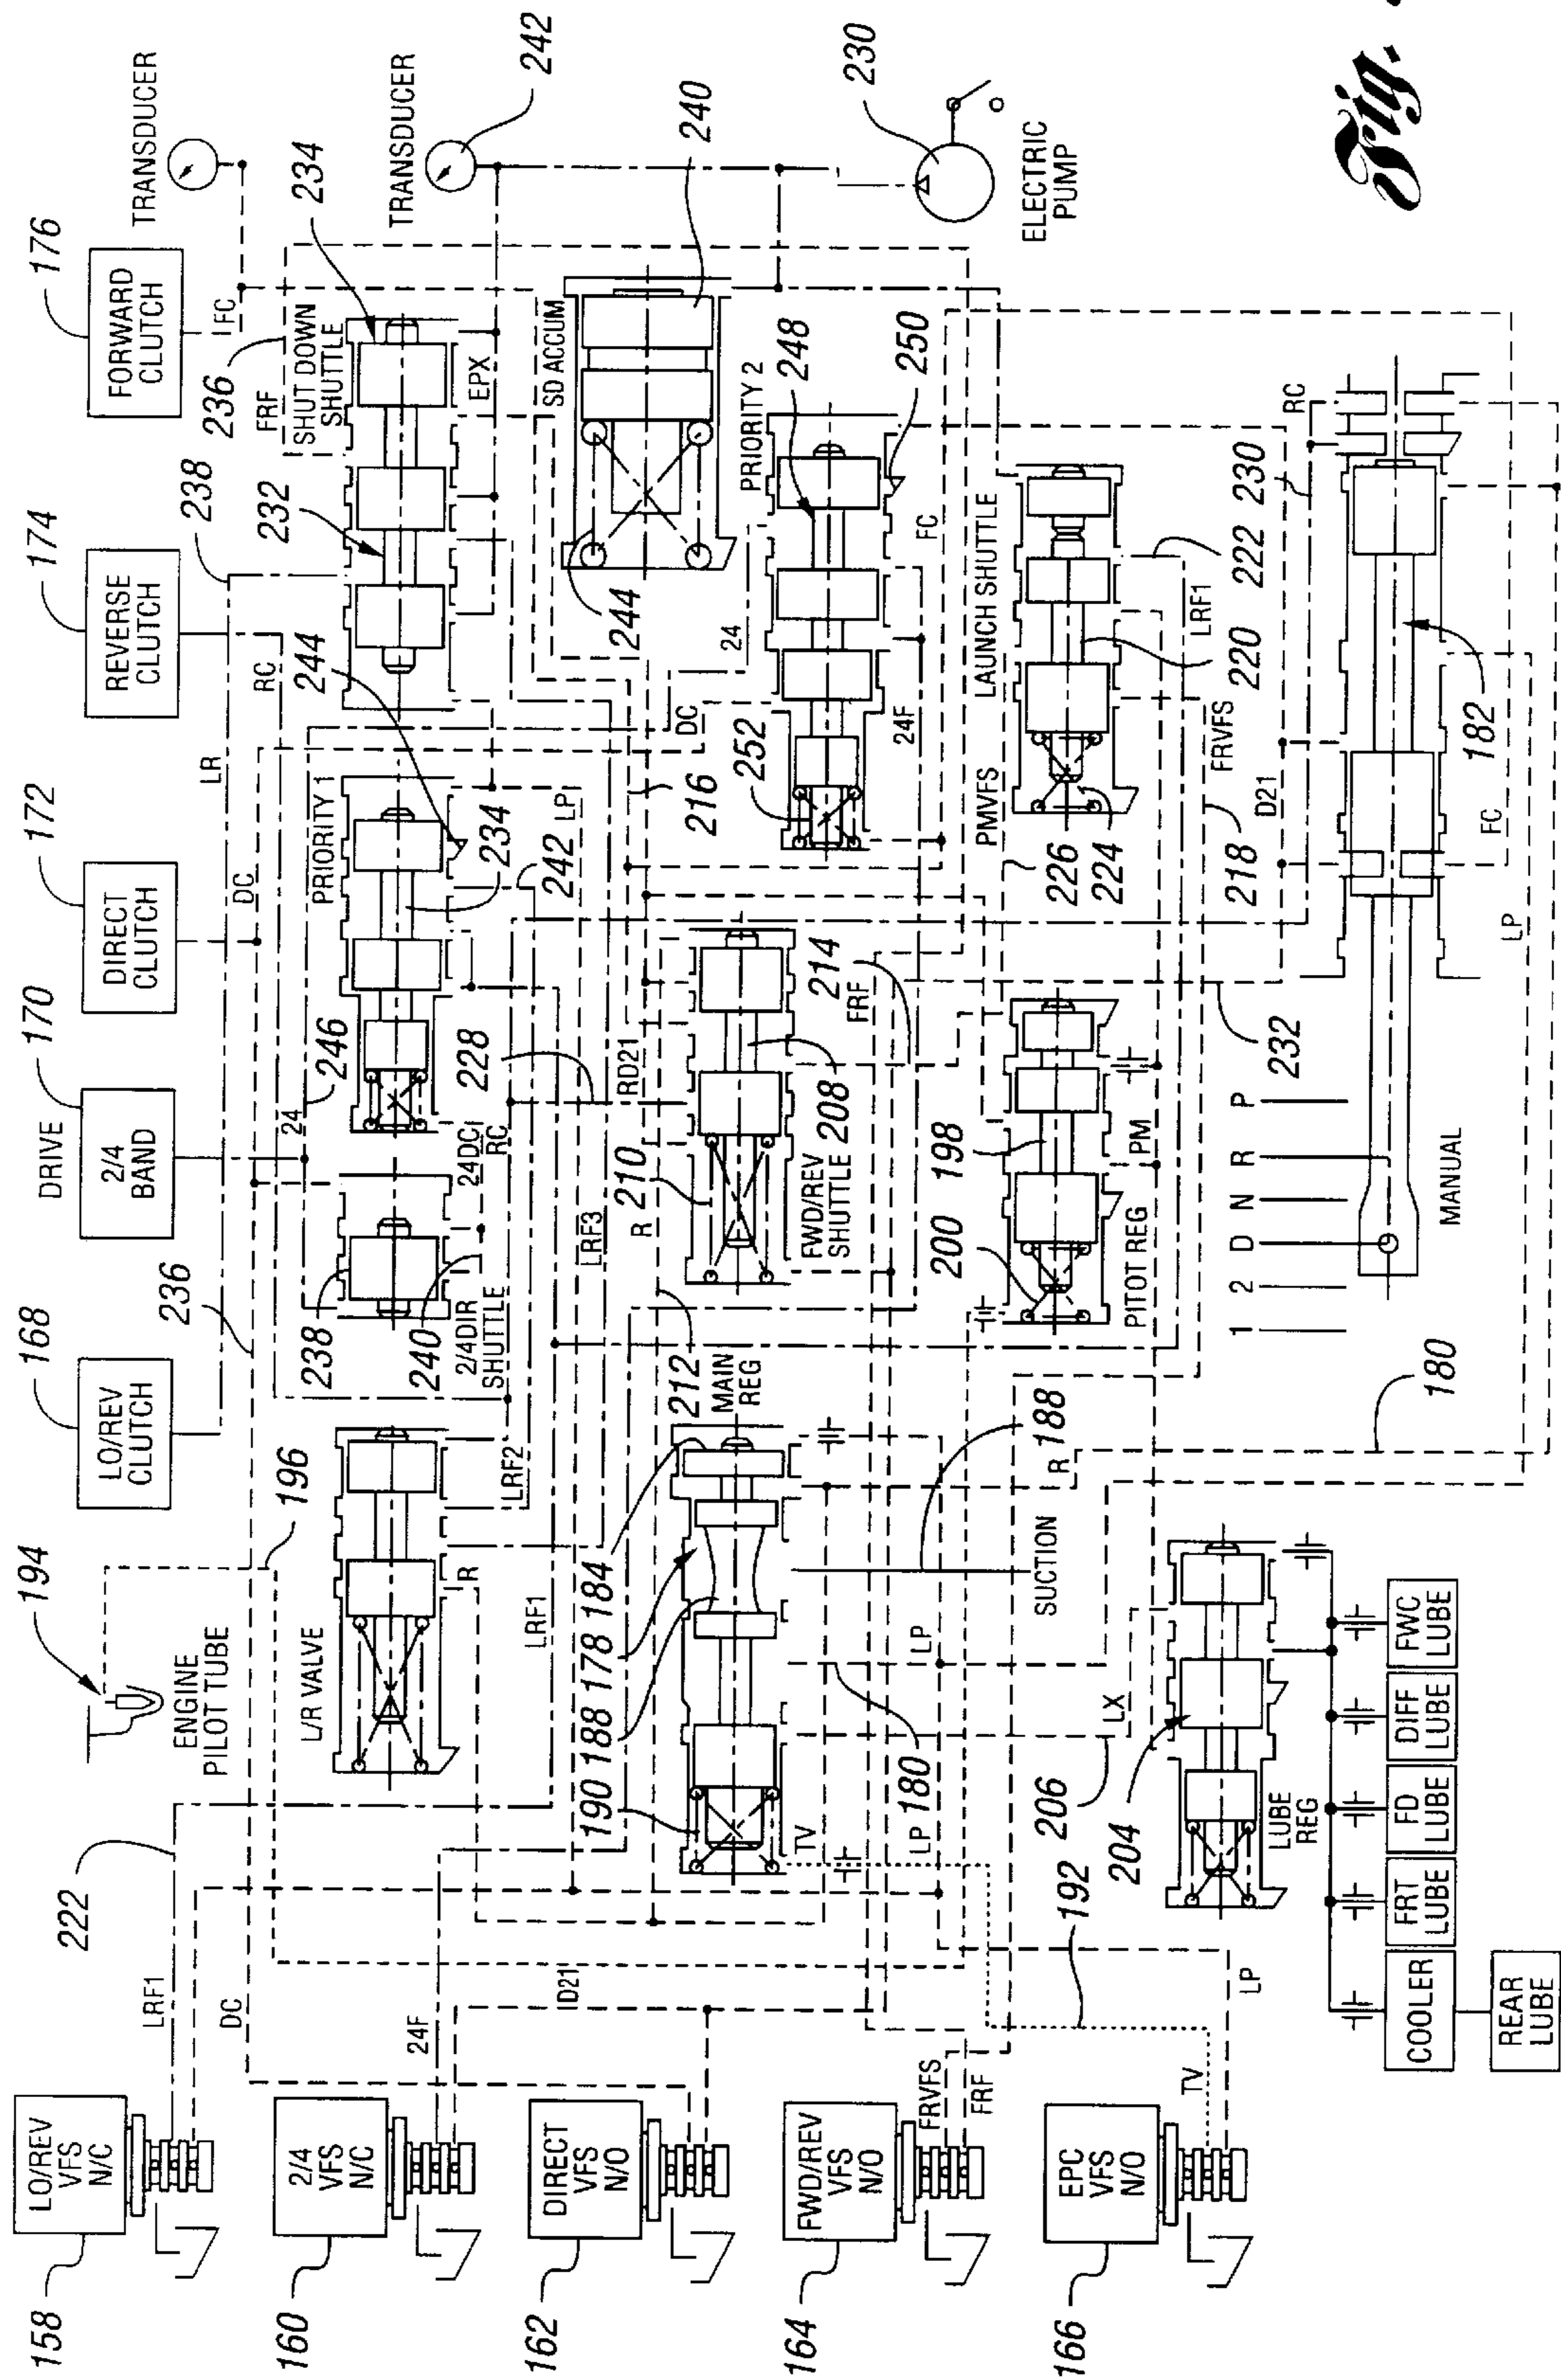 168
170
172
174
176
194
LO/REV
CLUTCH
DRIVE
2/4
BAND
DIRECT
CLUTCH
REVERSE
CLUTCH
FORWARD
CLUTCH
TRANSDUCER
ENGINE
PILOT TUBE
196
236
DC
LR
RC
238
FC
236
234
FRF
SHUT DOWN
SHUTTLE
232
EPX
TRANSDUCER
242
L/R VALVE
R
LRF2
238
240
2/4DIR
SHUTTLE
24
246
24DC
RC
PRIORITY 1
244
234
242
LP
228
LRF3
SD ACCUM
240
244
230
ELECTRIC
PUMP
222
LRF1
DC
24F
ID21
LRF1
212
MAIN
REG
184
178
188
190
TV
R
210
RD21
FWD/REV
SHUTTLE
208
214
FRF
216
DC
24
PRIORITY 2
248
250
252
24F
FC
LO/REV
VFS
N/C
158
2/4
VFS
N/C
160
DIRECT
VFS
N/O
162
FWD/REV
VFS
N/O
164
FRVFS
FRF
EPC
VFS
N/O
166
TV
LP
192
180
LP
LP
188
SUCTION
R
206
LX
204
LUBE
REG
200
198
PITOT REG
PM
PMVFS
226
224
LAUNCH SHUTTLE
220
222
LRF1
FRVFS
218
D21
230
RC
232
182
FC
LP
180
1
2
D
N
R
P
MANUAL
COOLER
REAR
LUBE
FRT
LUBE
FD
LUBE
DIFF
LUBE
FWC
LUBE
Fig.